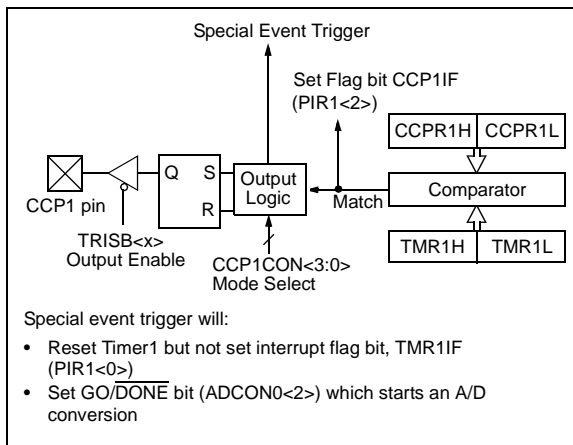 Special Event Trigger
Set Flag bit CCP1IF
(PIR1<2>)
CCPR1H CCPR1L
Q S Output
Logic
R
Match
Comparator
CCP1 pin
TRISB<x>
Output Enable
CCP1CON<3:0>
Mode Select
TMR1H TMR1L
Special event trigger will:
• Reset Timer1 but not set interrupt flag bit, TMR1IF
(PIR1<0>)
• Set GO/DONE bit (ADCON0<2>) which starts an A/D
conversion